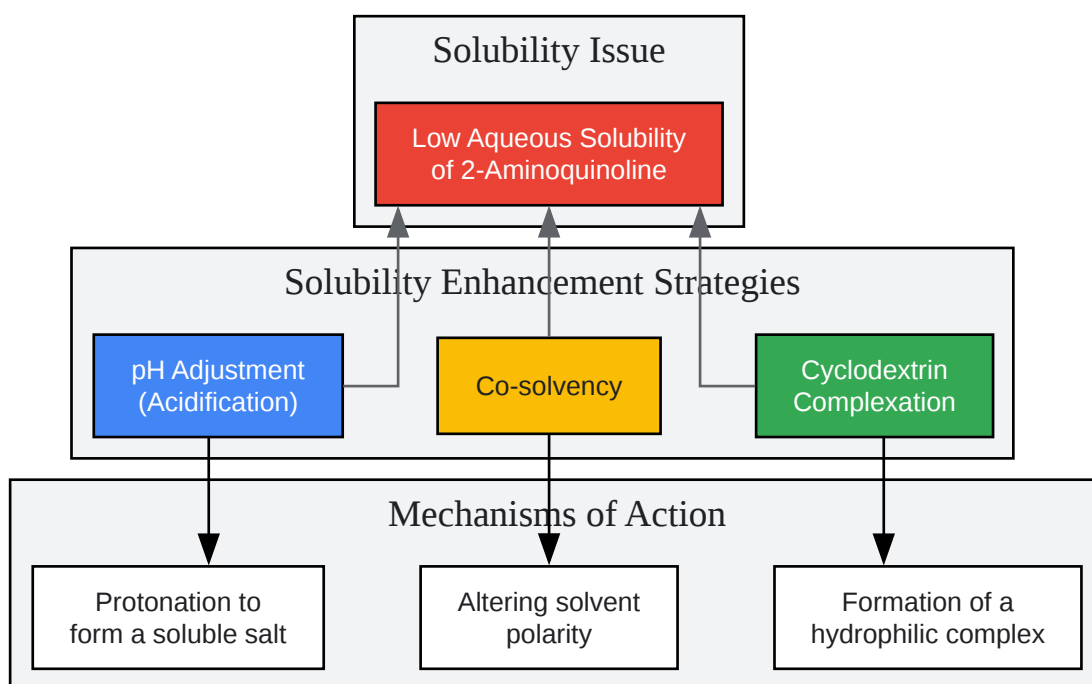 Solubility Issue
Low Aqueous Solubility
of 2-Aminoquinoline
Solubility Enhancement Strategies
pH Adjustment
(Acidification)
Co-solvency
Cyclodextrin
Complexation
Mechanisms of Action
Protonation to
form a soluble salt
Altering solvent
polarity
Formation of a
hydrophilic complex